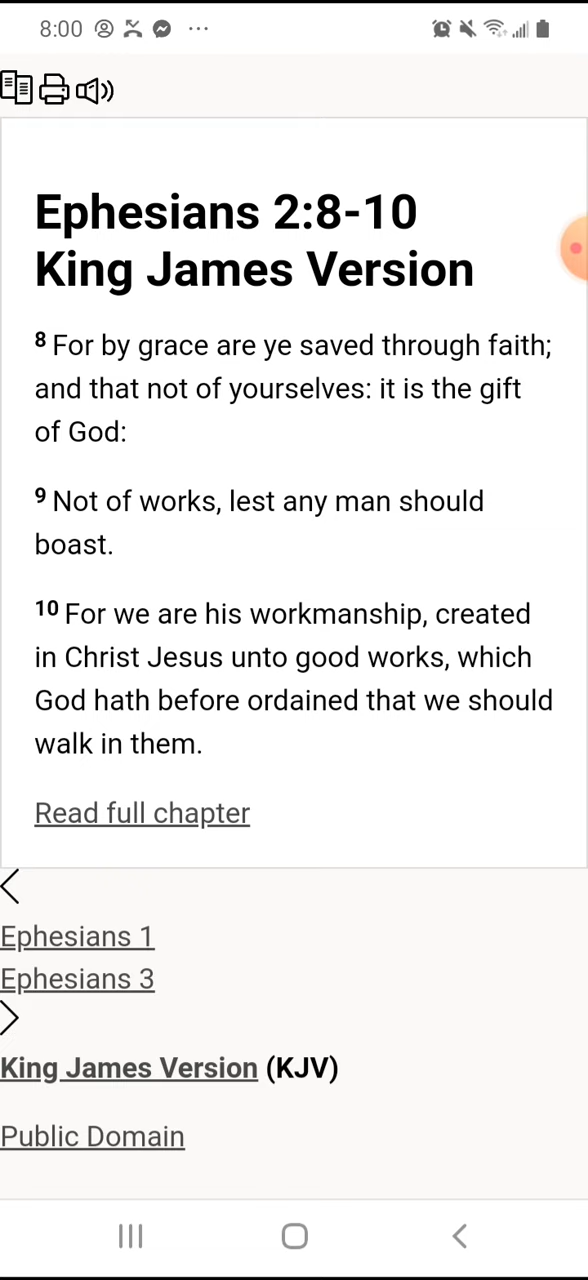 8:00
Ephesians 2:8-10
King James Version
8 For by grace are ye saved through faith;
and that not of yourselves: it is the gift
of God:
9 Not of works, lest any man should
boast.
10 For we are his workmanship, created
in Christ Jesus unto good works, which
God hath before ordained that we should
walk in them.
Read full chapter
Ephesians 1
Ephesians 3
King James Version (KJV)
Public Domain